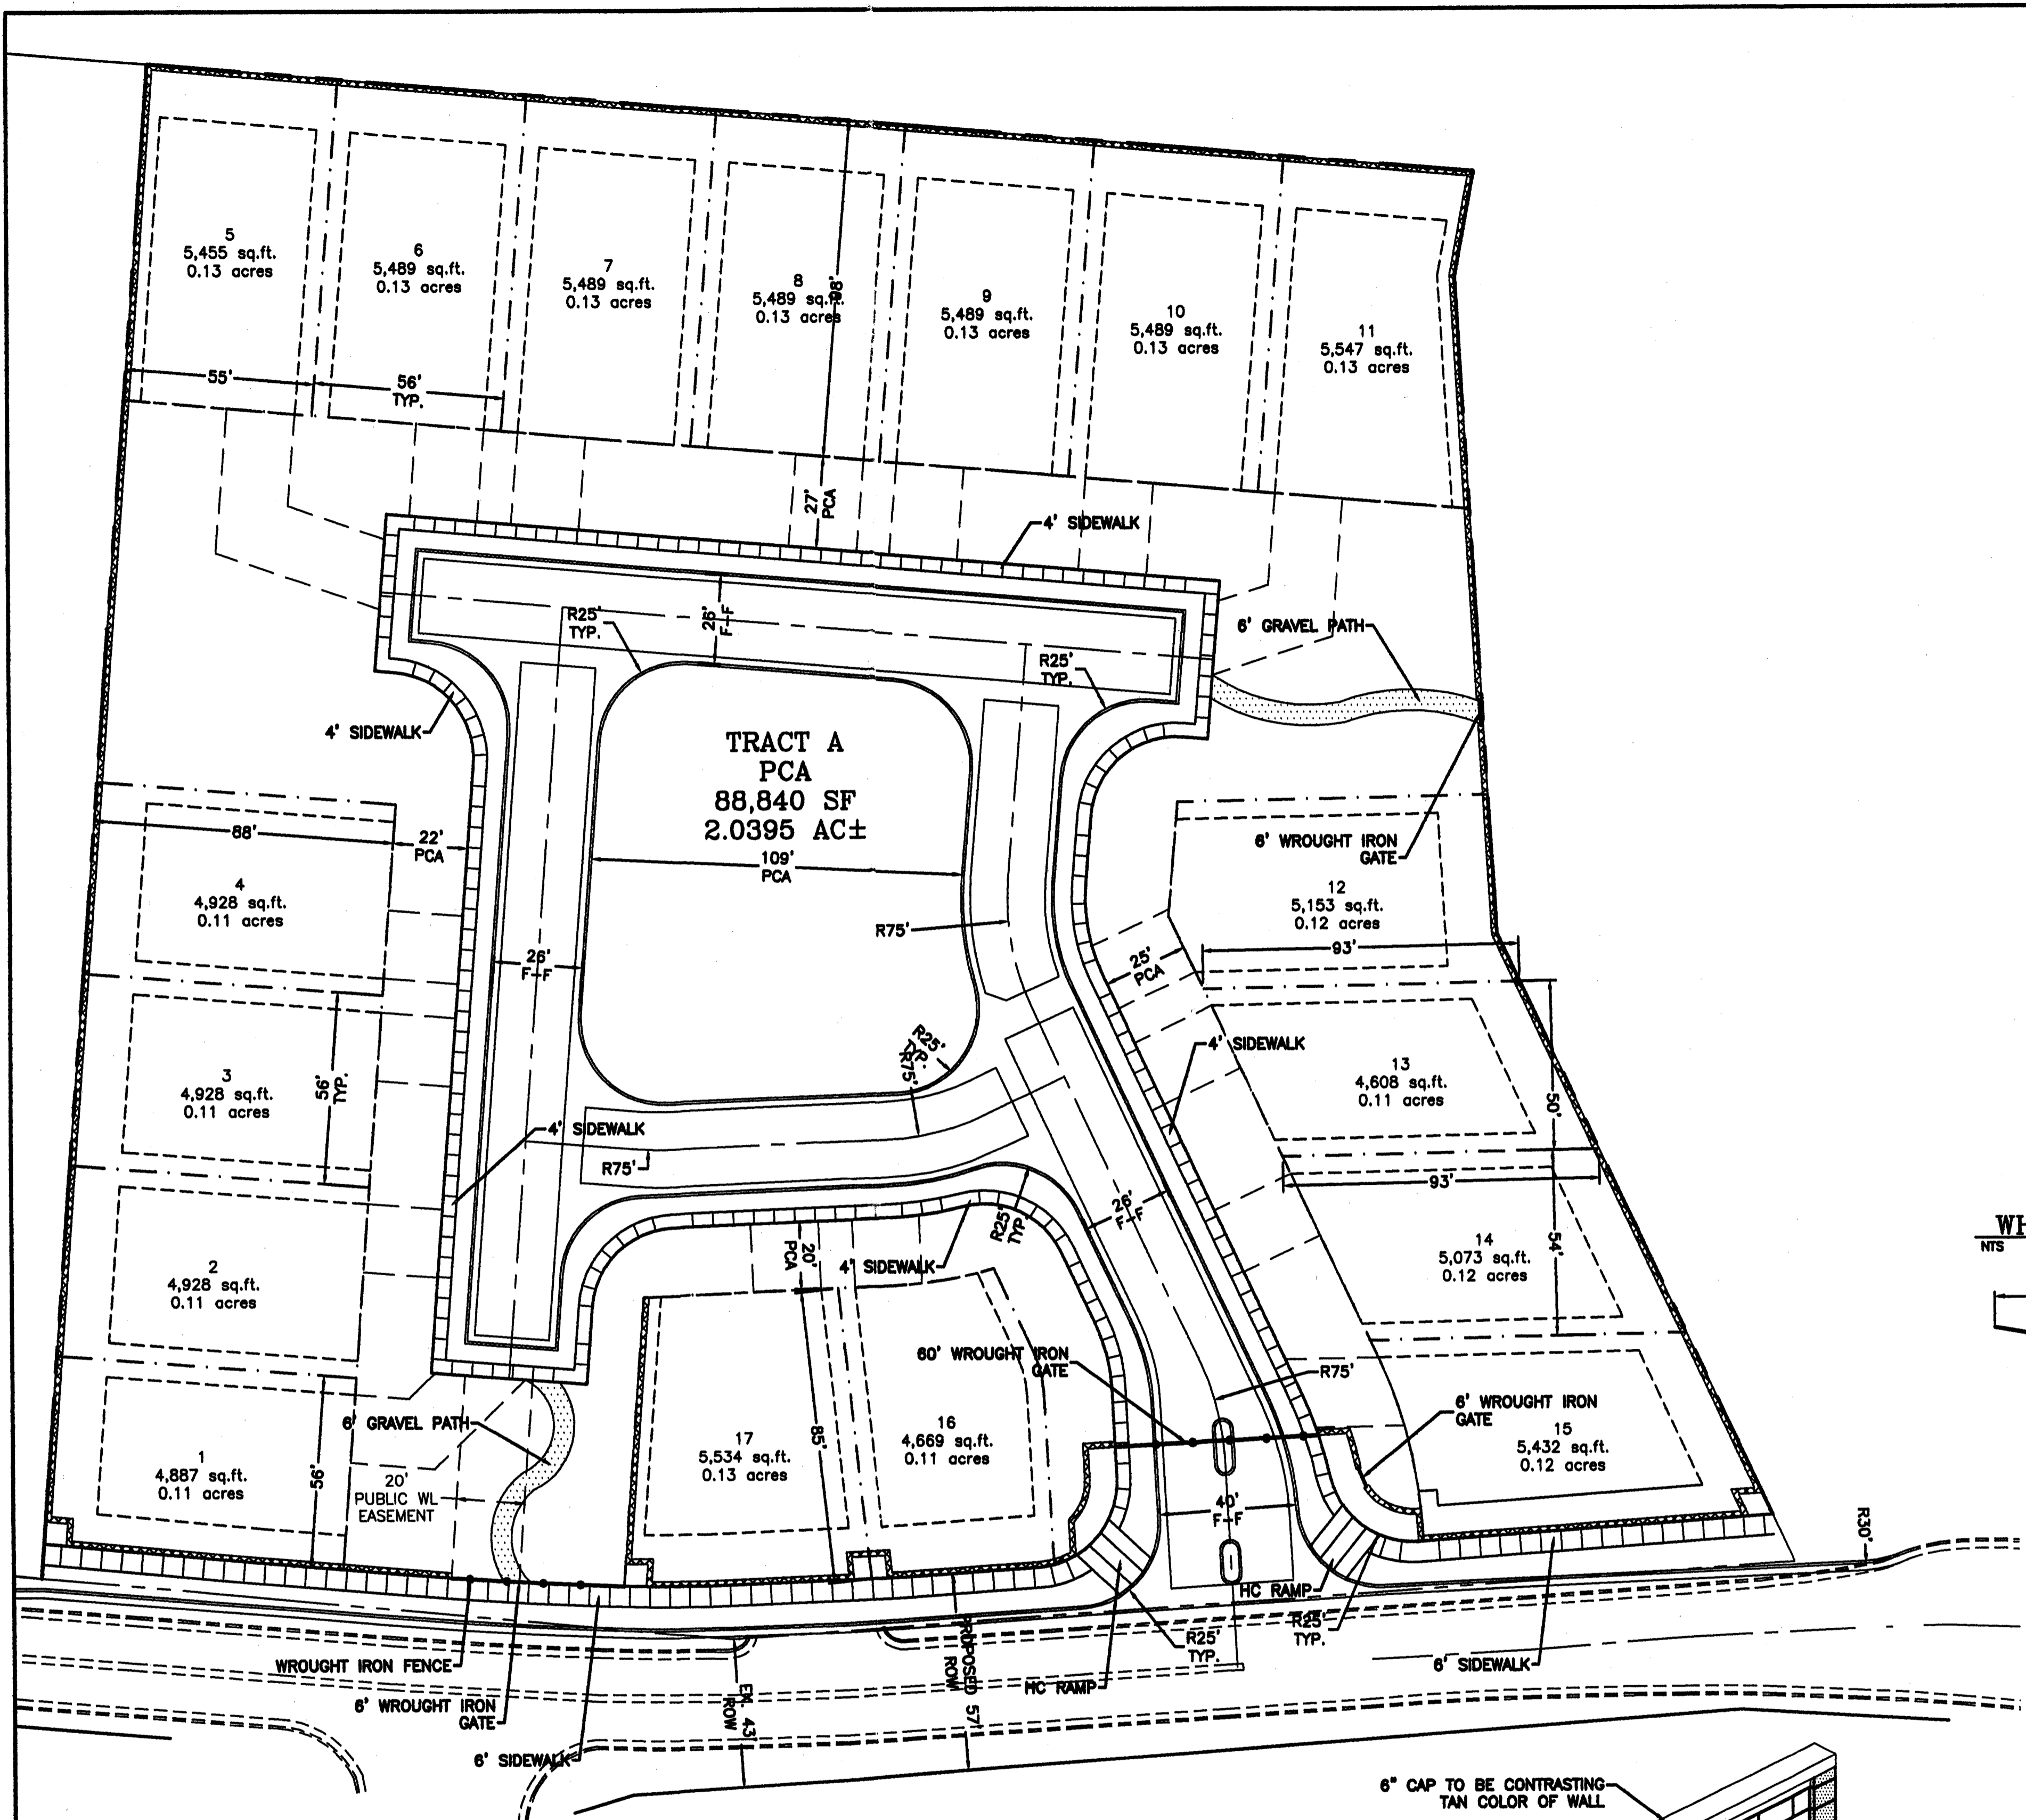 5
5,455 sq.ft.
0.13 acres
6
5,489 sq.ft.
0.13 acres
7
5,489 sq.ft.
0.13 acres
8
5,489 sq.ft.
0.13 acres
98'
9
5,489 sq.ft.
0.13 acres
10
5,489 sq.ft.
0.13 acres
11
5,547 sq.ft.
0.13 acres
55'
56'
TYP.
27'
PCA
4' SIDEWALK
26'
F-F
R25'
TYP.
R25'
TYP.
6' GRAVEL PATH
4' SIDEWALK
TRACT A
PCA
88,840 SF
2.0395 AC±
109'
PCA
88'
22'
PCA
6' WROUGHT IRON
GATE
4
4,928 sq.ft.
0.11 acres
12
5,153 sq.ft.
0.12 acres
R75'
93'
25'
PCA
26'
F-F
3
4,928 sq.ft.
0.11 acres
56'
TYP.
R25'
TYP.
R75'
4' SIDEWALK
13
4,608 sq.ft.
0.11 acres
50'
4' SIDEWALK
R75'
93'
26'
F-F
R25'
TYP.
20'
PCA
4' SIDEWALK
2
4,928 sq.ft.
0.11 acres
14
5,073 sq.ft.
0.12 acres
54'
WH
NTS
60' WROUGHT IRON
GATE
R75'
6' WROUGHT IRON
GATE
6' GRAVEL PATH
1
4,887 sq.ft.
0.11 acres
56'
20'
PUBLIC WL
EASEMENT
17
5,534 sq.ft.
0.13 acres
85'
16
4,669 sq.ft.
0.11 acres
15
5,432 sq.ft.
0.12 acres
40'
F-F
R30'
HC RAMP
R25'
TYP.
R25'
TYP.
HC RAMP
6' SIDEWALK
WROUGHT IRON FENCE
6' WROUGHT IRON
GATE
EX. 43'
ROW
PROPOSED 57'
ROW
6' SIDEWALK
6" CAP TO BE CONTRASTING
TAN COLOR OF WALL